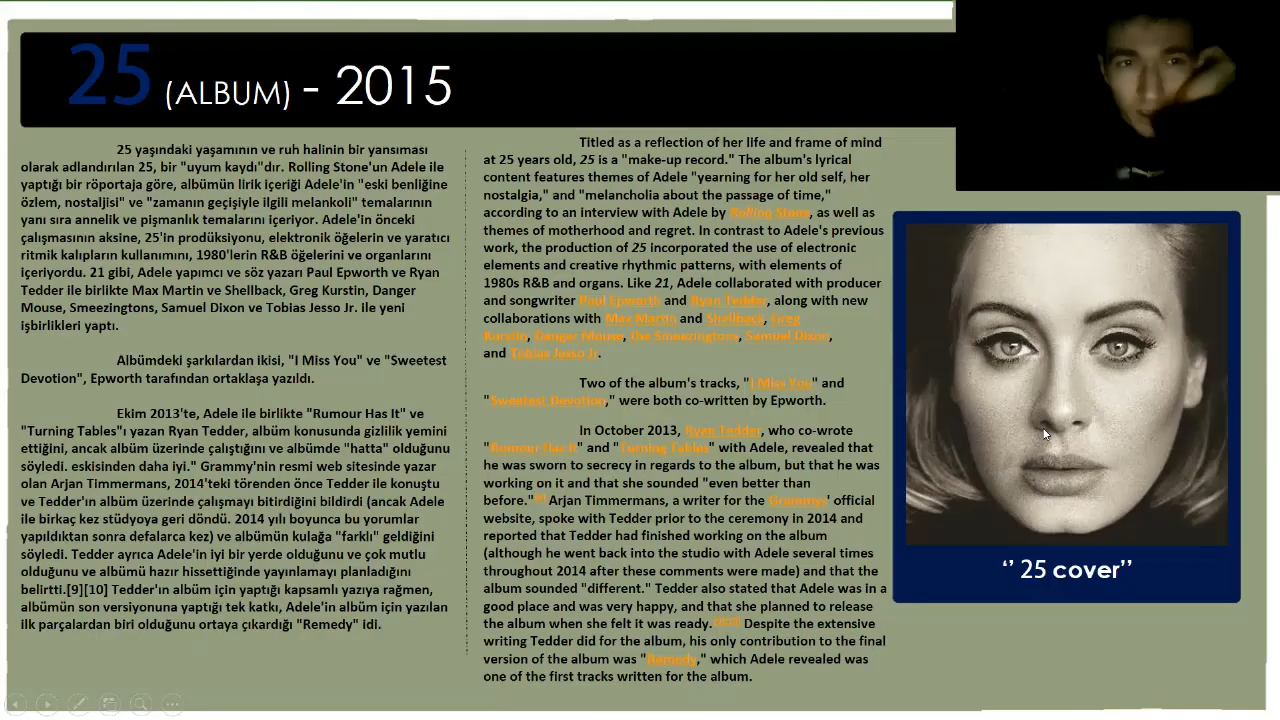 25 (ALBUM) - 2015
25 yaşındaki yaşamının ve ruh halinin bir yansıması
olarak adlandırılan 25, bir "uyum kaydı"dır. Rolling Stone'un Adele ile
yaptığı bir röportaja göre, albümün lirik içeriği Adele'in "eski benliğine
özlem, nostaljisi" ve "zamanın geçişiyle ilgili melankoli" temalarının
yanı sıra annelik ve pişmanlık temalarını içeriyor. Adele'in önceki
çalışmasının aksine, 25'in prodüksiyonu, elektronik öğelerin ve yaratıcı
ritmik kalıpların kullanımını, 1980'lerin R&B öğelerini ve organlarını
içeriyordu. 21 gibi, Adele yapımcı ve söz yazarı Paul Epworth ve Ryan
Tedder ile birlikte Max Martin ve Shellback, Greg Kurstin, Danger
Mouse, Smeezingtons, Samuel Dixon ve Tobias Jesso Jr. ile yeni
işbirlikleri yaptı.
Albümdeki şarkılardan ikisi, "I Miss You" ve "Sweetest
Devotion", Epworth tarafından ortaklaşa yazıldı.
Ekim 2013'te, Adele ile birlikte "Rumour Has It" ve
"Turning Tables"ı yazan Ryan Tedder, albüm konusunda gizlilik yemini
ettiğini, ancak albüm üzerinde çalıştığını ve albümde "hatta" olduğunu
söyledi. eskisinden daha iyi." Grammy'nin resmi web sitesinde yazar
olan Arjan Timmermans, 2014'teki törenden önce Tedder ile konuştu
ve Tedder'ın albüm üzerinde çalışmayı bitirdiğini bildirdi (ancak Adele
ile birkaç kez stüdyoya geri döndü. 2014 yılı boyunca bu yorumlar
yapıldıktan sonra defalarca kez) ve albümün kulağa "farklı" geldiğini
söyledi. Tedder ayrıca Adele'in iyi bir yerde olduğunu ve çok mutlu
olduğunu ve albümü hazır hissettiğinde yayınlamayı planladığını
belirtti.[9][10] Tedder'ın albüm için yaptığı kapsamlı yazıya rağmen,
albümün son versiyonuna yaptığı tek katkı, Adele'in albüm için yazılan
ilk parçalardan biri olduğunu ortaya çıkardığı "Remedy" idi.
Titled as a reflection of her life and frame of mind
at 25 years old, 25 is a "make-up record." The album's lyrical
content features themes of Adele "yearning for her old self, her
nostalgia," and "melancholia about the passage of time,"
according to an interview with Adele by Rolling Stone, as well as
themes of motherhood and regret. In contrast to Adele's previous
work, the production of 25 incorporated the use of electronic
elements and creative rhythmic patterns, with elements of
1980s R&B and organs. Like 21, Adele collaborated with producer
and songwriter Paul Epworth and Ryan Tedder, along with new
collaborations with Max Martin and Shellback, Greg
Kurstin, Danger Mouse, the Smeezingtons, Samuel Dixon,
and Tobias Jesso Jr.
Two of the album's tracks, "I Miss You" and
"Sweetest Devotion," were both co-written by Epworth.
In October 2013, Ryan Tedder, who co-wrote
"Rumour Has It" and "Turning Tables" with Adele, revealed that
he was sworn to secrecy in regards to the album, but that he was
working on it and that she sounded "even better than
before." Arjan Timmermans, a writer for the Grammys' official
website, spoke with Tedder prior to the ceremony in 2014 and
reported that Tedder had finished working on the album
(although he went back into the studio with Adele several times
throughout 2014 after these comments were made) and that the
album sounded "different." Tedder also stated that Adele was in a
good place and was very happy, and that she planned to release
the album when she felt it was ready. Despite the extensive
writing Tedder did for the album, his only contribution to the final
version of the album was "Remedy," which Adele revealed was
one of the first tracks written for the album.
‘’ 25 cover’’